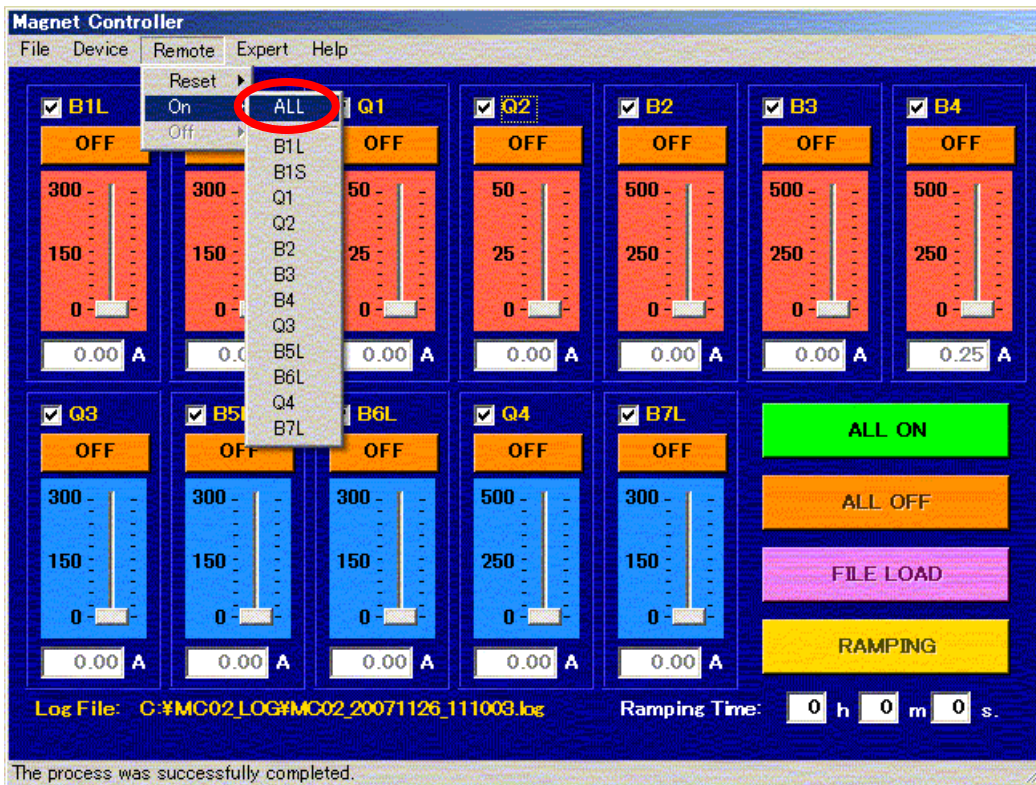 Magnet Controller
File Device Remote Expert Help
Reset
On
Off
ALL
B1L
B1S
Q1
Q2
B2
B3
B4
Q3
B5L
B6L
Q4
B7L
B1L Q1 Q2 B2 B3 B4
OFF OFF OFF OFF OFF OFF
300 300 50 50 500 500 500
150 150 25 25 250 250 250
0 0 0 0 0 0 0
0.00 A 0.00 A 0.00 A 0.00 A 0.00 A 0.25 A
Q3 B5L B6L Q4 B7L
OFF OFF OFF OFF OFF
300 300 300 500 300
150 150 150 250 150
0 0 0 0 0
0.00 A 0.00 A 0.00 A 0.00 A 0.00 A
ALL ON
ALL OFF
FILE LOAD
RAMPING
Log File: C:¥MC02_LOG¥MC02_20071126_111003.log Ramping Time: 0 h 0 m 0 s.
The process was successfully completed.